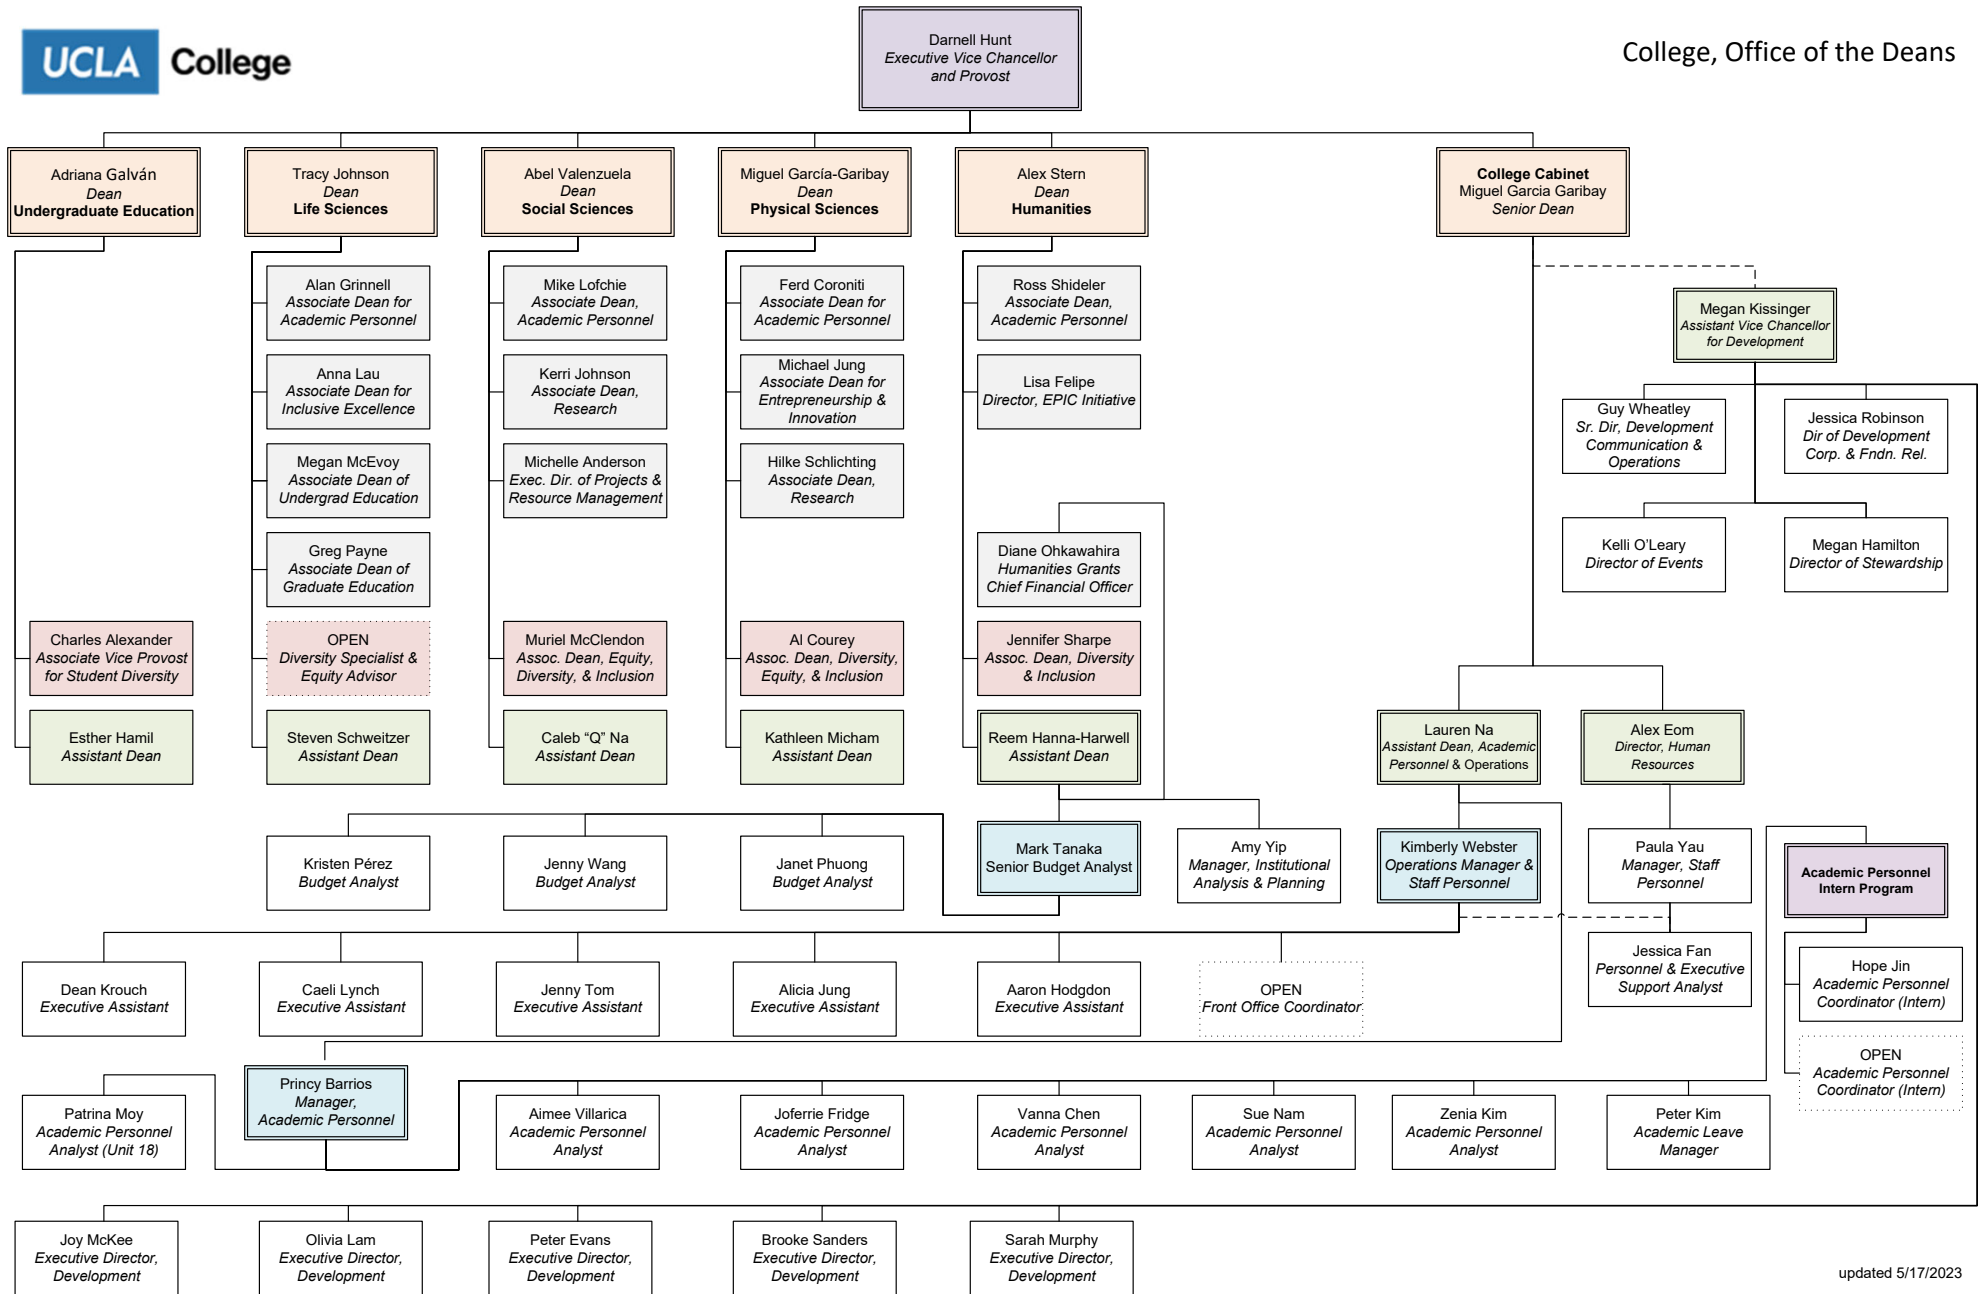 UCLA College
College, Office of the Deans
Darnell Hunt
Executive Vice Chancellor
and Provost
Adriana Galván
Dean
Undergraduate Education
Tracy Johnson
Dean
Life Sciences
Abel Valenzuela
Dean
Social Sciences
Miguel García-Garibay
Dean
Physical Sciences
Alex Stern
Dean
Humanities
College Cabinet
Miguel Garcia Garibay
Senior Dean
Alan Grinnell
Associate Dean for
Academic Personnel
Mike Lofchie
Associate Dean,
Academic Personnel
Ferd Coroniti
Associate Dean for
Academic Personnel
Ross Shideler
Associate Dean,
Academic Personnel
Megan Kissinger
Assistant Vice Chancellor
for Development
Anna Lau
Associate Dean for
Inclusive Excellence
Kerri Johnson
Associate Dean,
Research
Michael Jung
Associate Dean for
Entrepreneurship &
Innovation
Lisa Felipe
Director, EPIC Initiative
Guy Wheatley
Sr. Dir, Development
Communication &
Operations
Jessica Robinson
Dir of Development
Corp. & Fndn. Rel.
Megan McEvoy
Associate Dean of
Undergrad Education
Michelle Anderson
Exec. Dir. of Projects &
Resource Management
Hilke Schlichting
Associate Dean,
Research
Kelli O'Leary
Director of Events
Megan Hamilton
Director of Stewardship
Greg Payne
Associate Dean of
Graduate Education
Diane Ohkawahira
Humanities Grants
Chief Financial Officer
Charles Alexander
Associate Vice Provost
for Student Diversity
OPEN
Diversity Specialist &
Equity Advisor
Muriel McClendon
Assoc. Dean, Equity,
Diversity, & Inclusion
Al Courey
Assoc. Dean, Diversity,
Equity, & Inclusion
Jennifer Sharpe
Assoc. Dean, Diversity
& Inclusion
Esther Hamil
Assistant Dean
Steven Schweitzer
Assistant Dean
Caleb “Q” Na
Assistant Dean
Kathleen Micham
Assistant Dean
Reem Hanna-Harwell
Assistant Dean
Lauren Na
Assistant Dean, Academic
Personnel & Operations
Alex Eom
Director, Human
Resources
Kristen Pérez
Budget Analyst
Jenny Wang
Budget Analyst
Janet Phuong
Budget Analyst
Mark Tanaka
Senior Budget Analyst
Amy Yip
Manager, Institutional
Analysis & Planning
Kimberly Webster
Operations Manager &
Staff Personnel
Paula Yau
Manager, Staff
Personnel
Academic Personnel
Intern Program
Dean Krouch
Executive Assistant
Caeli Lynch
Executive Assistant
Jenny Tom
Executive Assistant
Alicia Jung
Executive Assistant
Aaron Hodgdon
Executive Assistant
OPEN
Front Office Coordinator
Jessica Fan
Personnel & Executive
Support Analyst
Hope Jin
Academic Personnel
Coordinator (Intern)
OPEN
Academic Personnel
Coordinator (Intern)
Patrina Moy
Academic Personnel
Analyst (Unit 18)
Princy Barrios
Manager,
Academic Personnel
Aimee Villarica
Academic Personnel
Analyst
Joferrie Fridge
Academic Personnel
Analyst
Vanna Chen
Academic Personnel
Analyst
Sue Nam
Academic Personnel
Analyst
Zenia Kim
Academic Personnel
Analyst
Peter Kim
Academic Leave
Manager
Joy McKee
Executive Director,
Development
Olivia Lam
Executive Director,
Development
Peter Evans
Executive Director,
Development
Brooke Sanders
Executive Director,
Development
Sarah Murphy
Executive Director,
Development
updated 5/17/2023